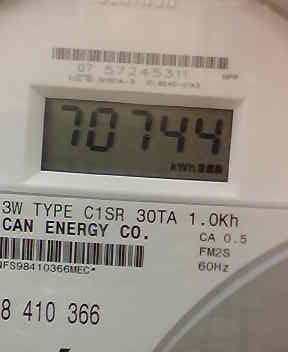 07 57245311
70744
kWh
3W TYPE C1SR 30TA 1.0Kh
CAN ENERGY CO.
CA 0.5
FM2S
60Hz
NFS98410366MEC*
8 410 366